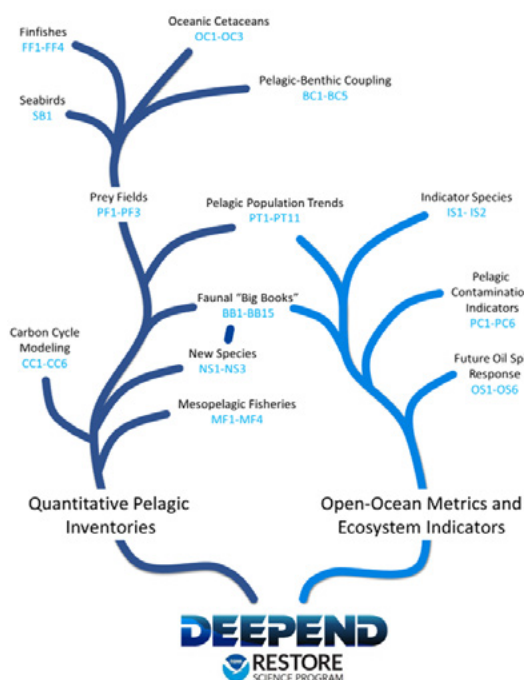 Oceanic Cetaceans
OC1-OC3
Finfishes
FF1-FF4
Pelagic-Benthic Coupling
BC1-BC5
Seabirds
SB1
Prey Fields
PF1-PF3
Pelagic Population Trends
PT1-PT11
Indicator Species
IS1- IS2
Pelagic
Contaminatio
Indicators
PC1-PC6
Faunal “Big Books”
BB1-BB15
Carbon Cycle
Modeling
CC1-CC6
New Species
NS1-NS3
Future Oil Sp
Response
OS1-OS6
Mesopelagic Fisheries
MF1-MF4
Quantitative Pelagic
Inventories
Open-Ocean Metrics and
Ecosystem Indicators
DEEPEND
RESTORE
SCIENCE PROGRAM